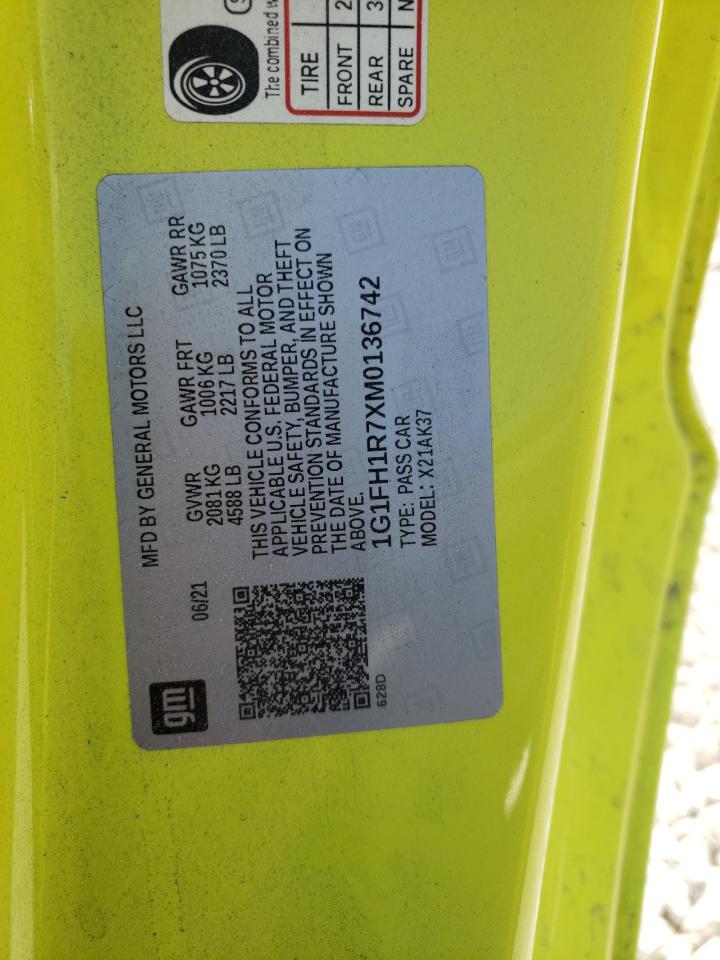 MFD BY GENERAL MOTORS LLC
06/21
GVWR GAWR FRT GAWR RR
2081 KG 1006 KG 1075 KG
4588 LB 2217 LB 2370 LB
THIS VEHICLE CONFORMS TO ALL
APPLICABLE U.S. FEDERAL MOTOR
VEHICLE SAFETY, BUMPER, AND THEFT
PREVENTION STANDARDS IN EFFECT ON
THE DATE OF MANUFACTURE SHOWN
ABOVE.
1G1FH1R7XM0136742
TYPE: PASS CAR
MODEL: X21AK37
gm
628D
The combined
TIRE
FRONT 2
REAR 3
SPARE N